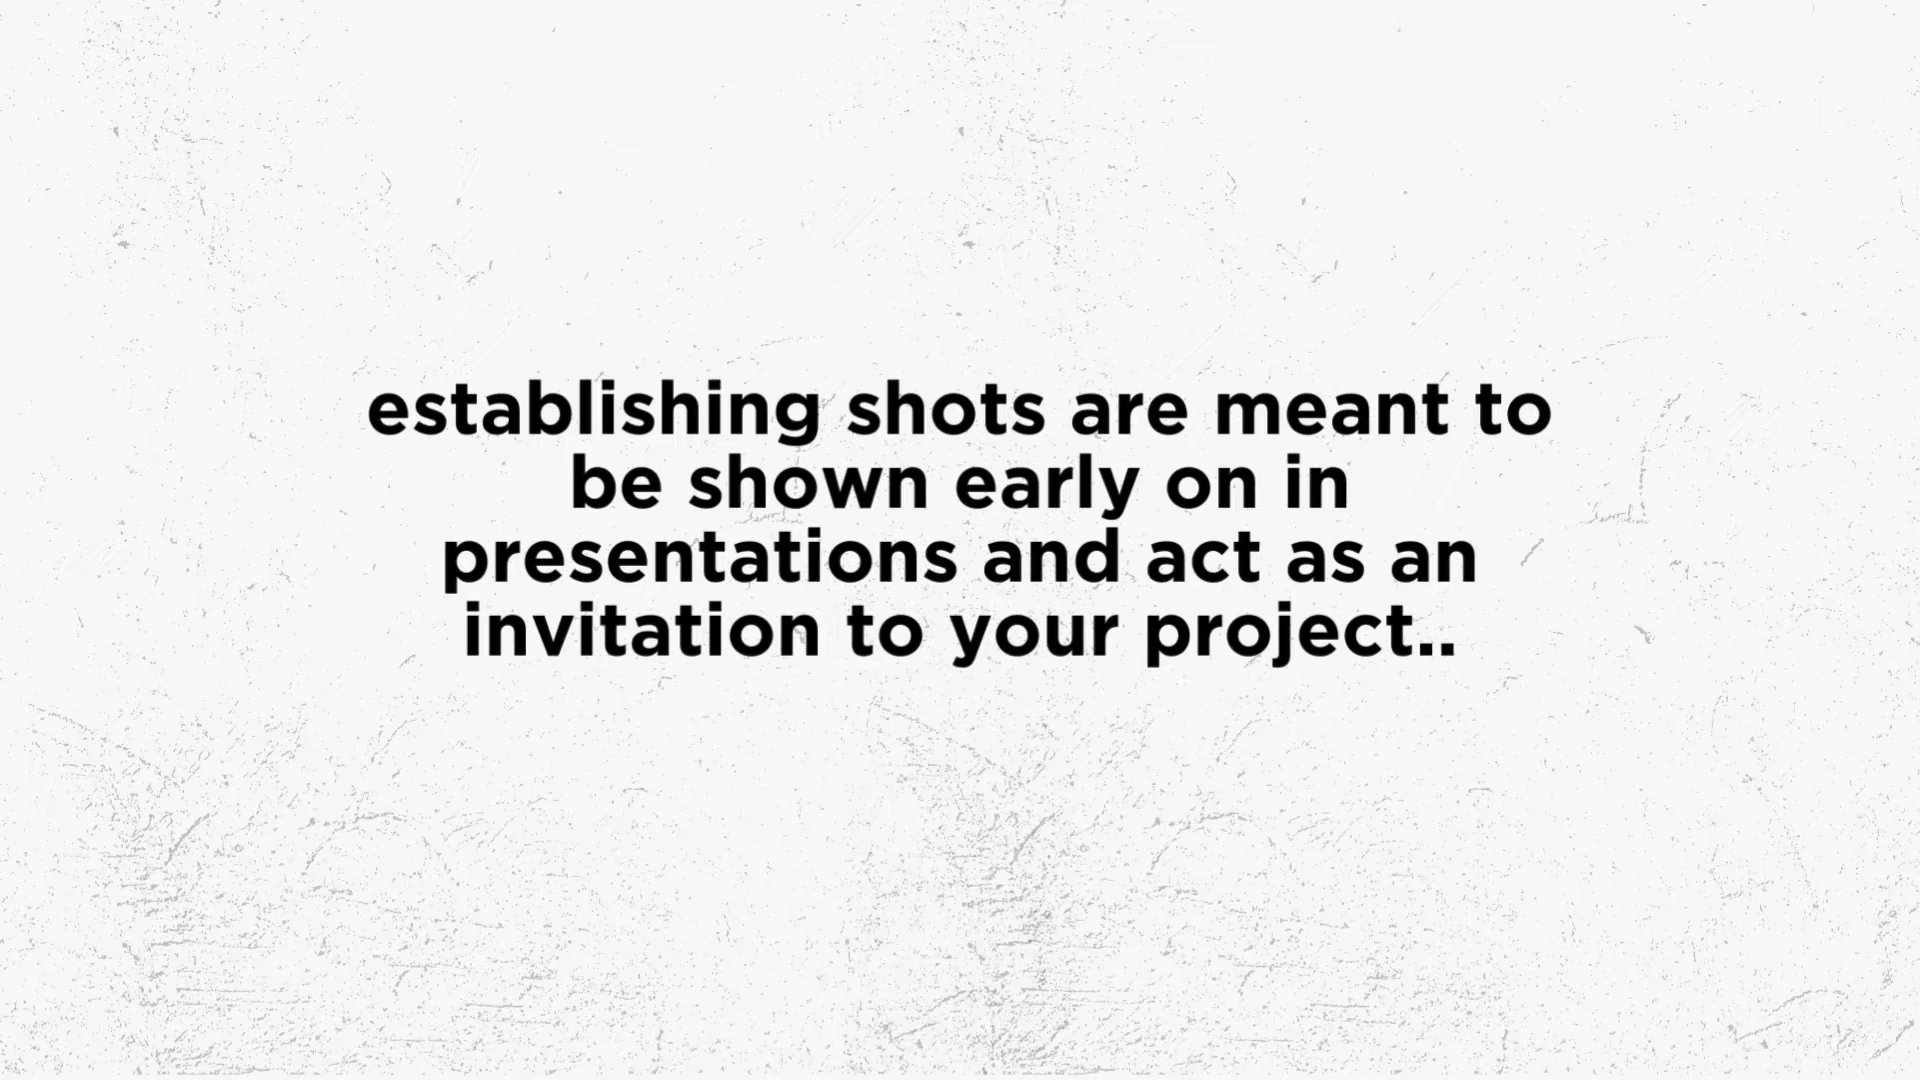 establishing shots are meant to
be shown early on in
presentations and act as an
invitation to your project..